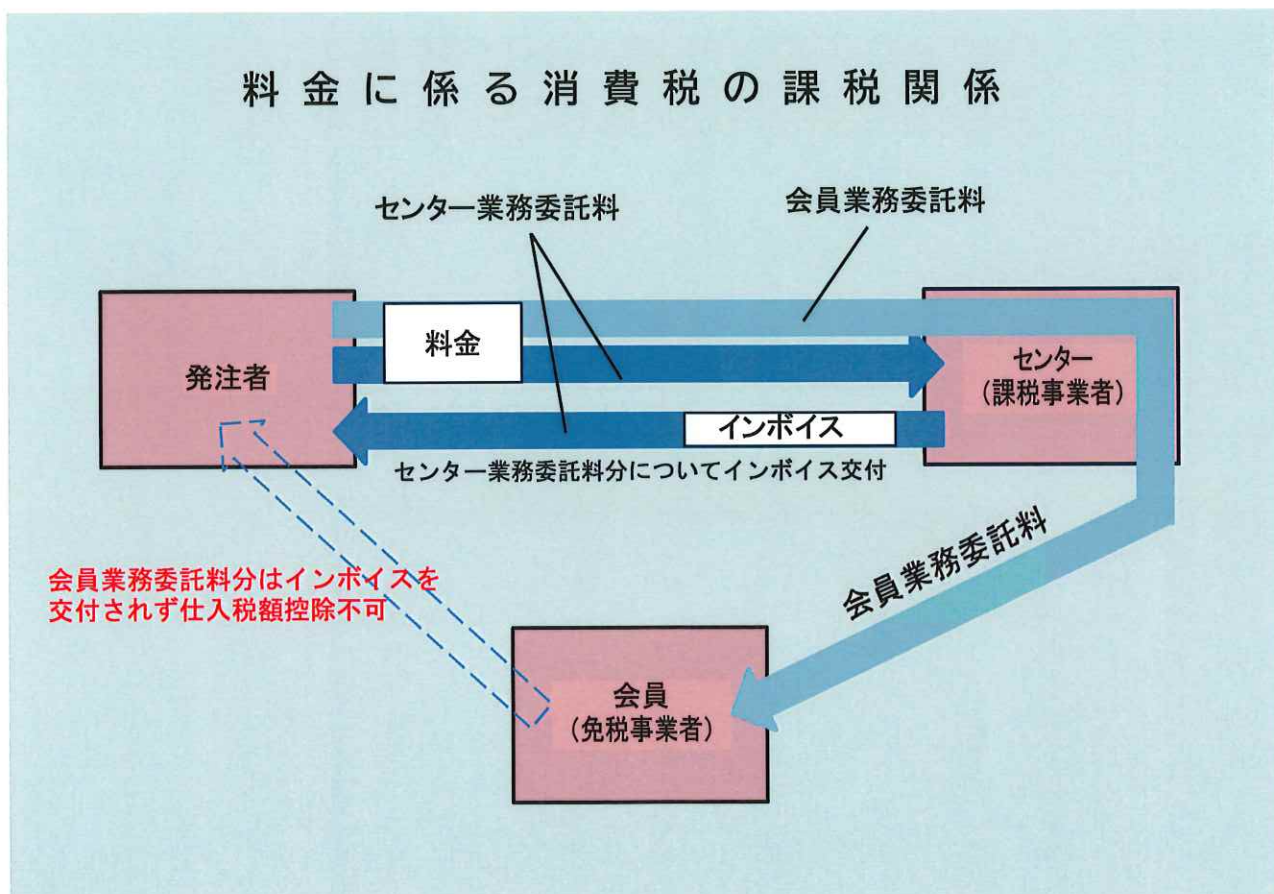 料金に係る消費税の課税関係
センター業務委託料
会員業務委託料
発注者
料金
センター
（課税事業者）
インボイス
センター業務委託料分についてインボイス交付
会員業務委託料
会員業務委託料分はインボイスを
交付されず仕入税額控除不可
会員
（免税事業者）